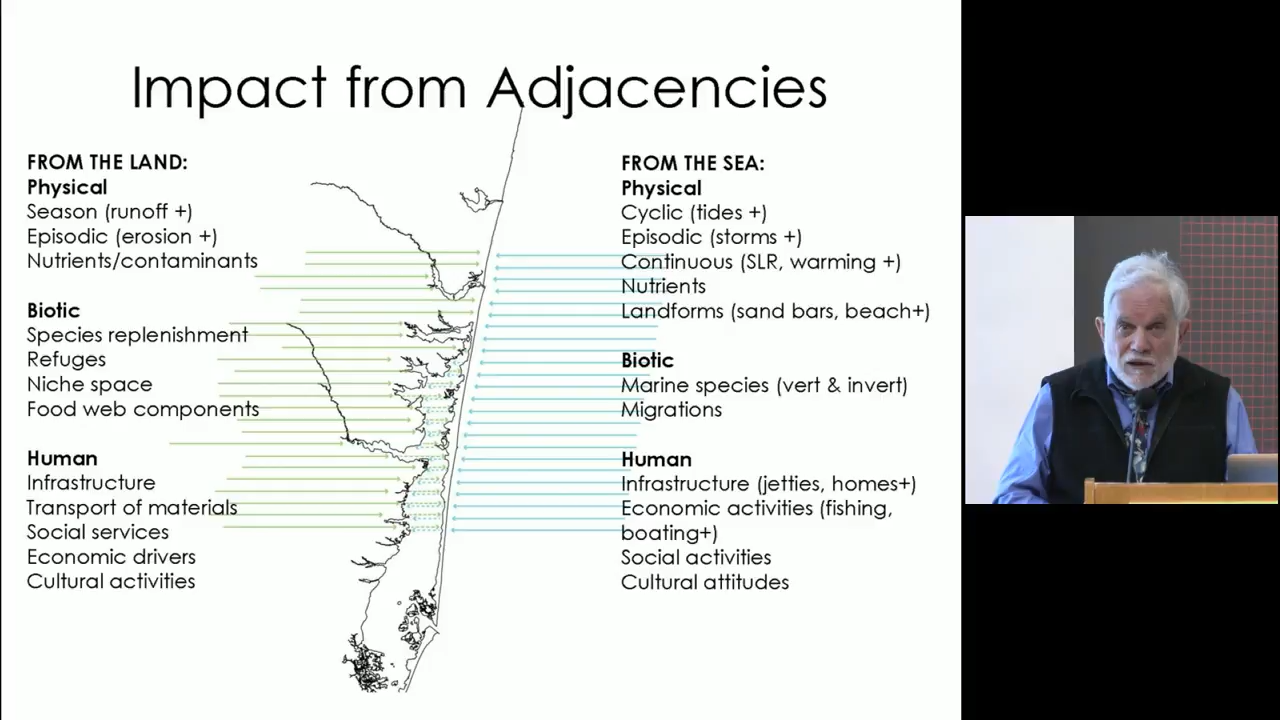 Impact from Adjacencies
FROM THE LAND:
Physical
Season (runoff +)
Episodic (erosion +)
Nutrients/contaminants
Biotic
Species replenishment
Refuges
Niche space
Food web components
Human
Infrastructure
Transport of materials
Social services
Economic drivers
Cultural activities
FROM THE SEA:
Physical
Cyclic (tides +)
Episodic (storms +)
Continuous (SLR, warming +)
Nutrients
Landforms (sand bars, beach+)
Biotic
Marine species (vert & invert)
Migrations
Human
Infrastructure (jetties, homes+)
Economic activities (fishing,
boating+)
Social activities
Cultural attitudes